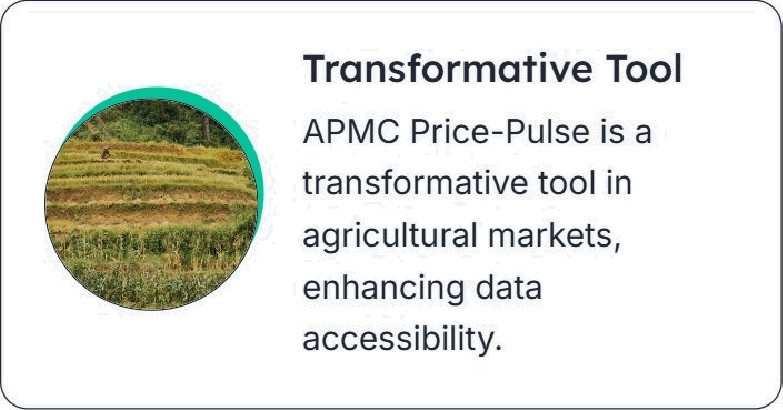 Transformative Tool
APMC Price-Pulse is a
transformative tool in
agricultural markets,
enhancing data
accessibility.